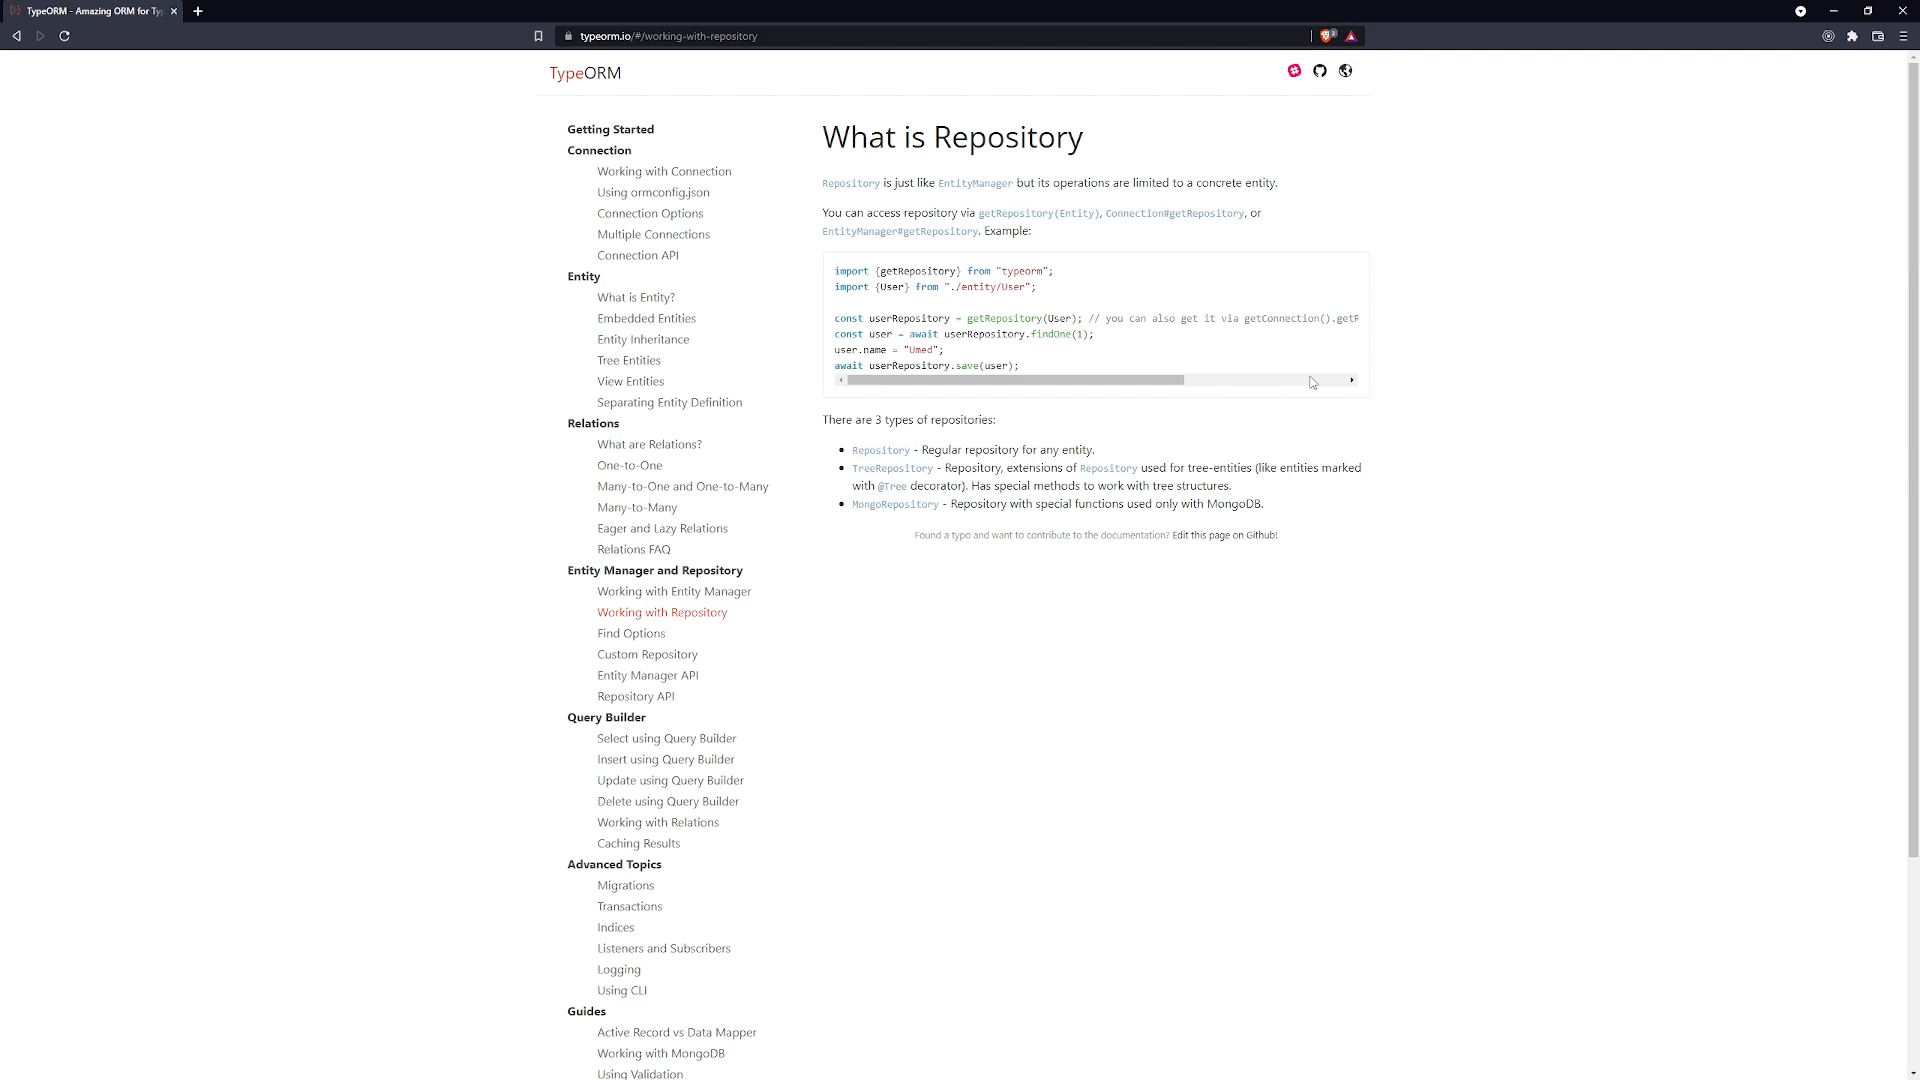 TypeORM - Amazing ORM for Ty
typeorm.io/#/working-with-repository
2
TypeORM
Getting Started
Connection
Working with Connection
Using ormconfig.json
Connection Options
Multiple Connections
Connection API
Entity
What is Entity?
Embedded Entities
Entity Inheritance
Tree Entities
View Entities
Separating Entity Definition
Relations
What are Relations?
One-to-One
Many-to-One and One-to-Many
Many-to-Many
Eager and Lazy Relations
Relations FAQ
Entity Manager and Repository
Working with Entity Manager
Working with Repository
Find Options
Custom Repository
Entity Manager API
Repository API
Query Builder
Select using Query Builder
Insert using Query Builder
Update using Query Builder
Delete using Query Builder
Working with Relations
Caching Results
Advanced Topics
Migrations
Transactions
Indices
Listeners and Subscribers
Logging
Using CLI
Guides
Active Record vs Data Mapper
Working with MongoDB
Using Validation
What is Repository
Repository is just like EntityManager but its operations are limited to a concrete entity.
You can access repository via getRepository(Entity), Connection#getRepository, or
EntityManager#getRepository. Example:
import {getRepository} from "typeorm";
import {User} from "./entity/User";
const userRepository = getRepository(User); // you can also get it via getConnection().getR
const user = await userRepository.findOne(1);
user.name = "Umed";
await userRepository.save(user);
There are 3 types of repositories:
• Repository - Regular repository for any entity.
• TreeRepository - Repository, extensions of Repository used for tree-entities (like entities marked
with @Tree decorator). Has special methods to work with tree structures.
• MongoRepository - Repository with special functions used only with MongoDB.
Found a typo and want to contribute to the documentation? Edit this page on Github!